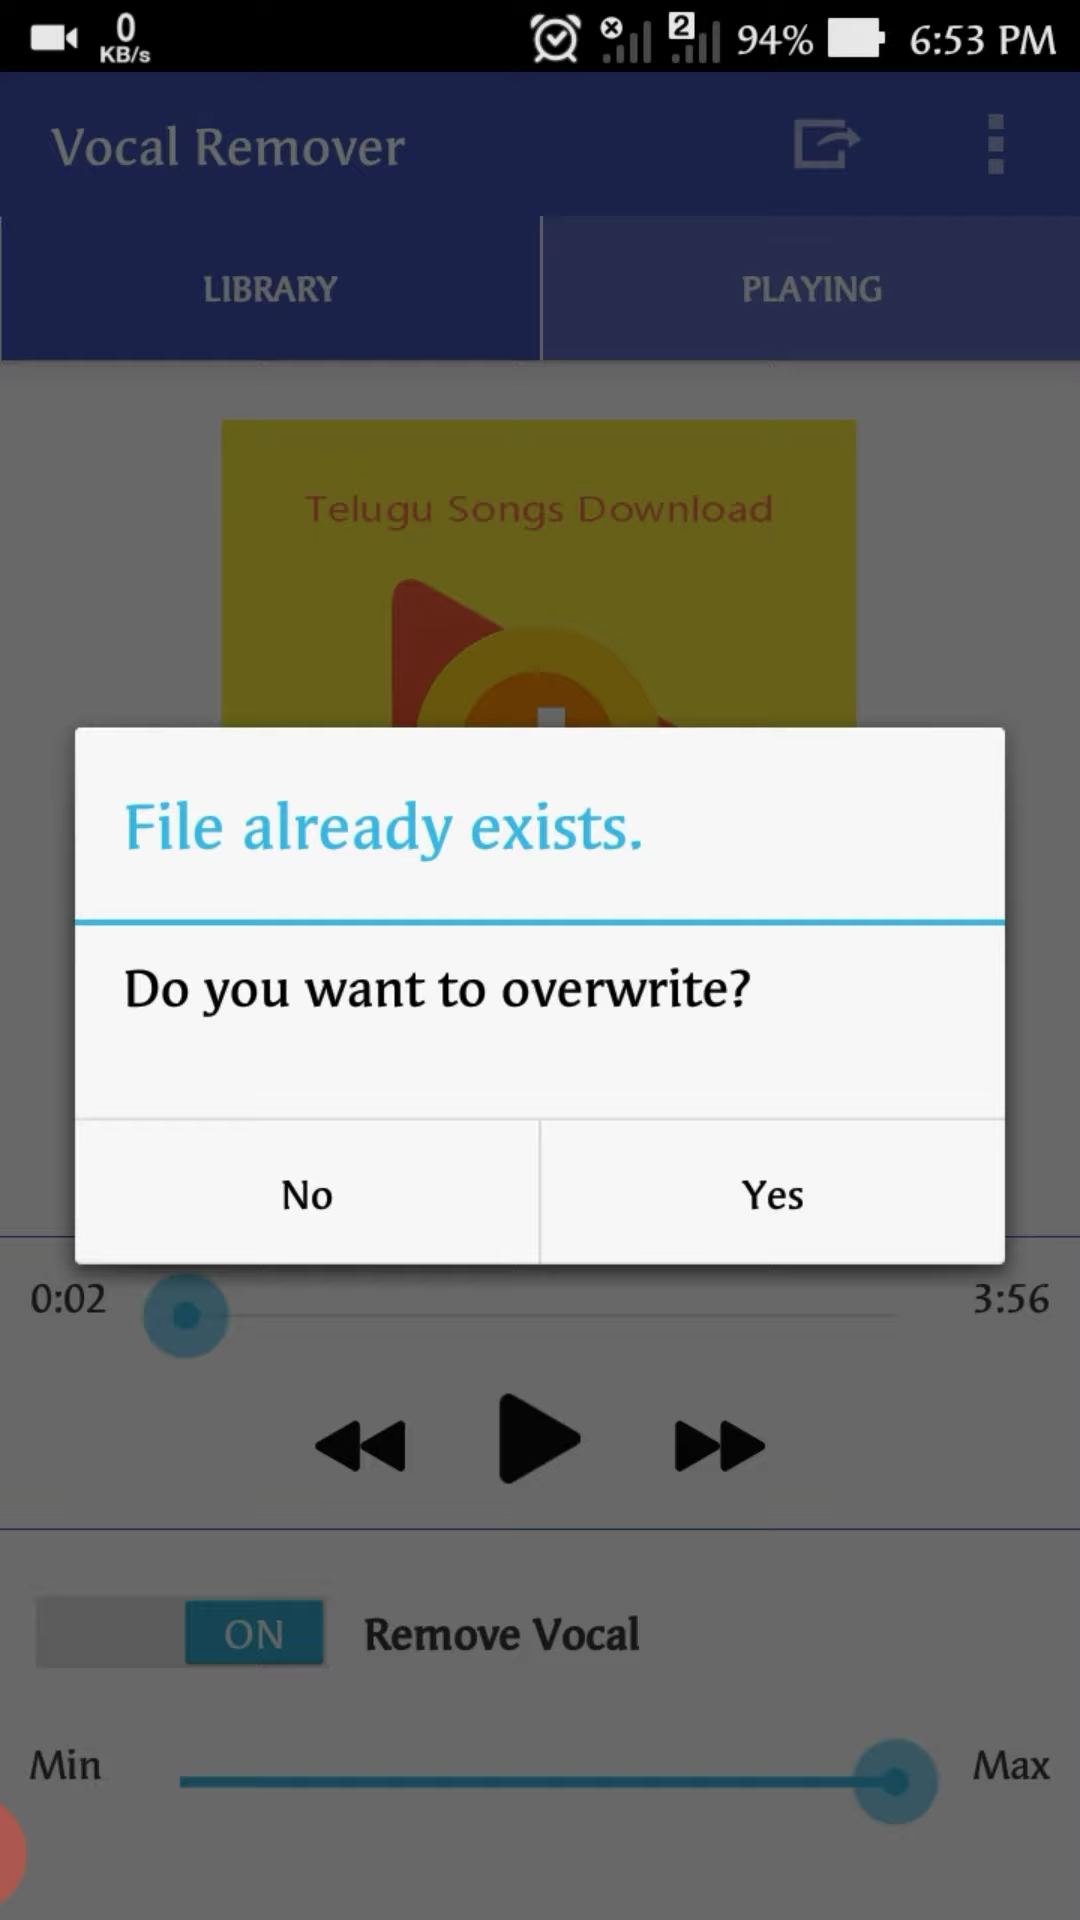 0
KB/s
2
94%
6:53 PM
Vocal Remover
LIBRARY
PLAYING
Telugu Songs Download
File already exists.
Do you want to overwrite?
No
Yes
0:02
3:56
ON
Remove Vocal
Min
Max